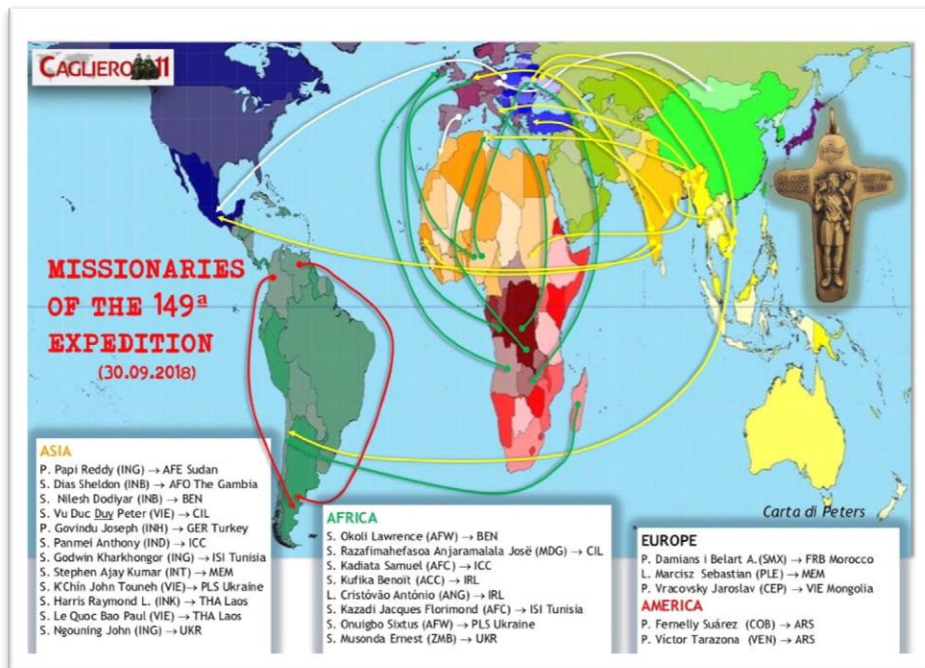 CAGLIERO 11
MISSIONARIES
OF THE 149ª
EXPEDITION
(30.09.2018)
ASIA
P. Papi Reddy (ING) → AFE Sudan
S. Dias Sheldon (INB) → AFO The Gambia
S. Nilesh Dodiyar (INB) → BEN
S. Vu Duc Duy Peter (VIE) → CIL
P. Govindu Joseph (INH) → GER Turkey
S. Panmei Anthony (IND) → ICC
S. Godwin Kharkhongor (ING) → ISI Tunisia
S. Stephen Ajay Kumar (INT) → MEM
S. K'Chin John Touneh (VIE)→ PLS Ukraine
S. Harris Raymond L. (INK) → THA Laos
S. Le Quoc Bao Paul (VIE) → THA Laos
S. Ngouning John (ING) → UKR
AFRICA
S. Okoli Lawrence (AFW) → BEN
S. Razafimahefasoa Anjaramalala Josë (MDG) → CIL
S. Kadiata Samuel (AFC) → ICC
S. Kufika Benoît (ACC) → IRL
L. Cristóvão António (ANG) → IRL
S. Kazadi Jacques Florimond (AFC) → ISI Tunisia
S. Onuigbo Sixtus (AFW) → PLS Ukraine
S. Musonda Ernest (ZMB) → UKR
Carta di Peters
EUROPE
P. Damians i Belart A.(SMX) → FRB Morocco
L. Marcisz Sebastian (PLE) → MEM
P. Vracovsky Jaroslav (CEP) → VIE Mongolia
AMERICA
P. Fernelly Suárez (COB) → ARS
P. Víctor Tarazona (VEN) → ARS